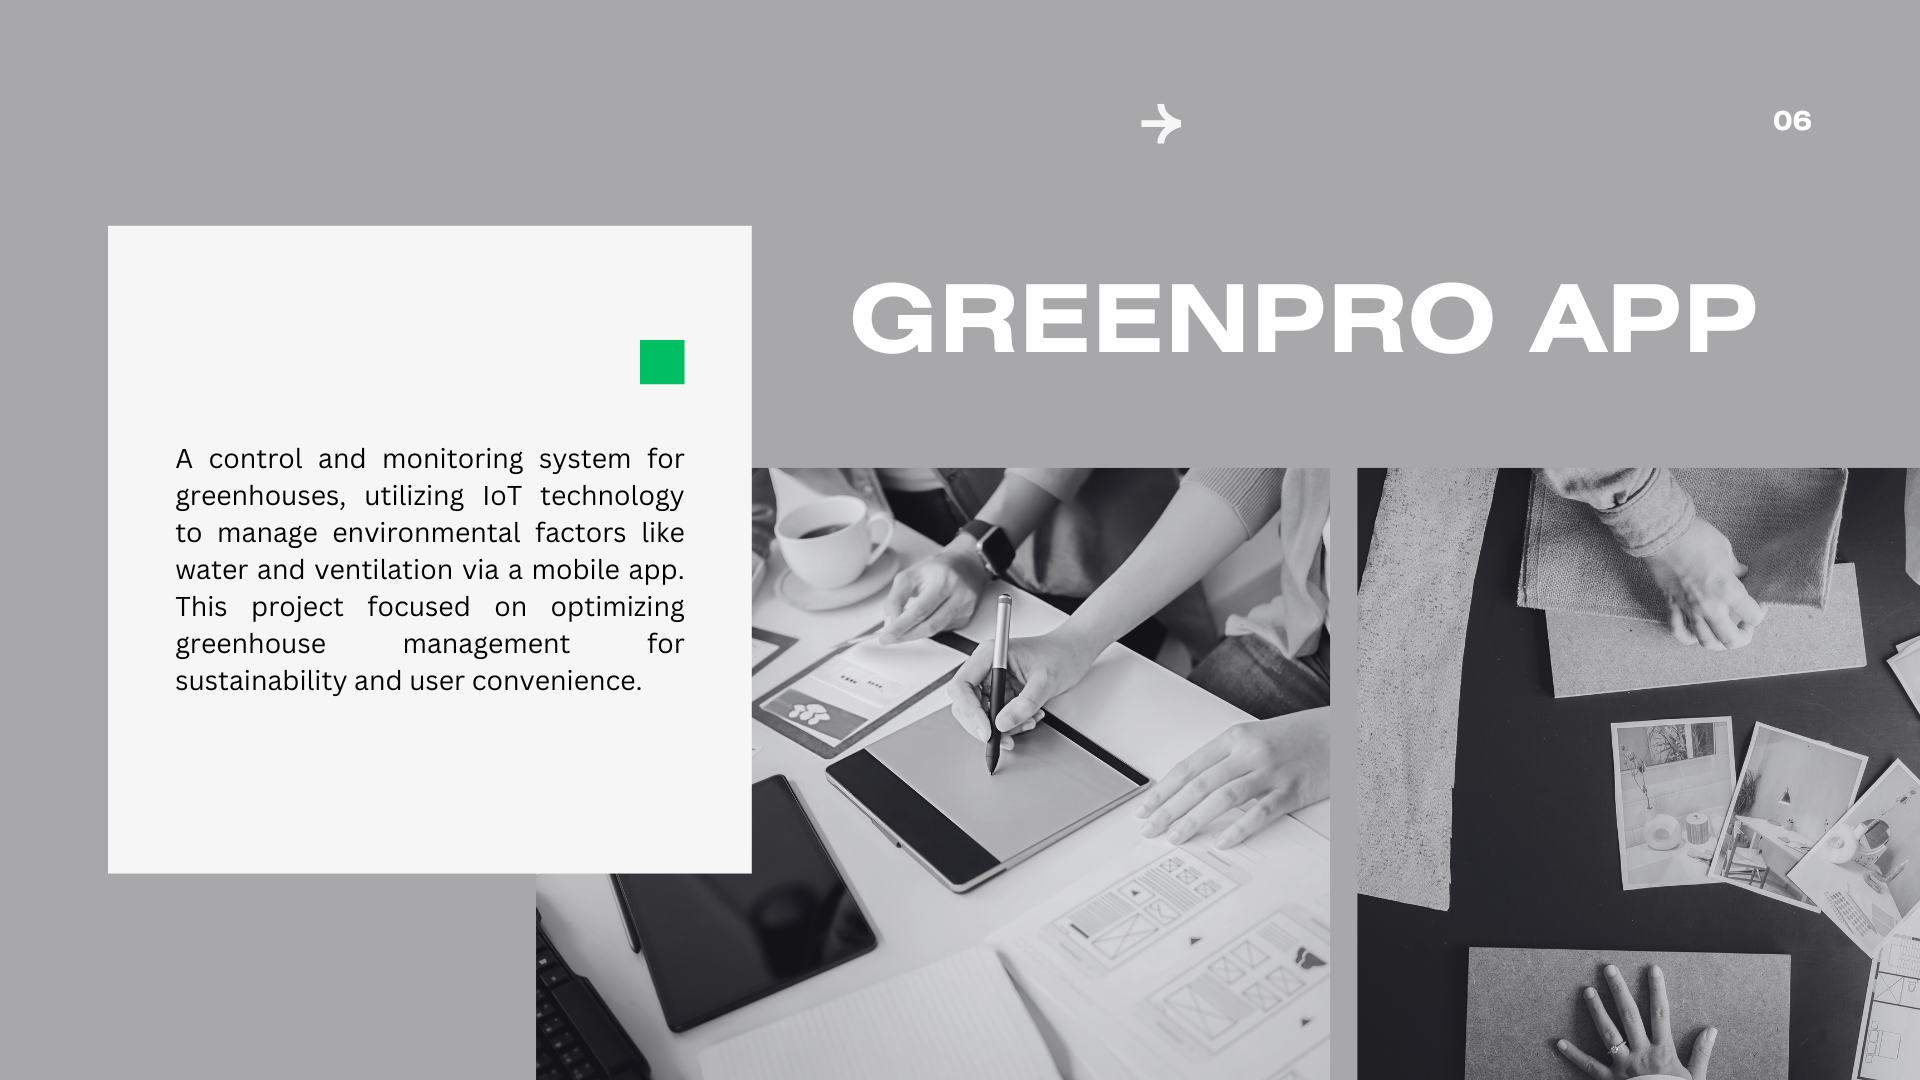 06
GREENPRO APP
A control and monitoring system for
greenhouses, utilizing IoT technology
to manage environmental factors like
water and ventilation via a mobile app.
This project focused on optimizing
greenhouse management for
sustainability and user convenience.